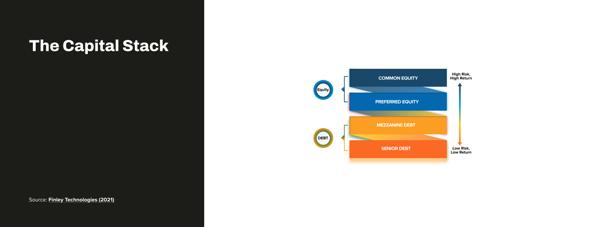 The Capital Stack
Source: Finley Technologies (2021)
Equity
DEBT
COMMON EQUITY
PREFERRED EQUITY
MEZZANINE DEBT
SENIOR DEBT
High Risk,
High Return
Low Risk,
Low Return